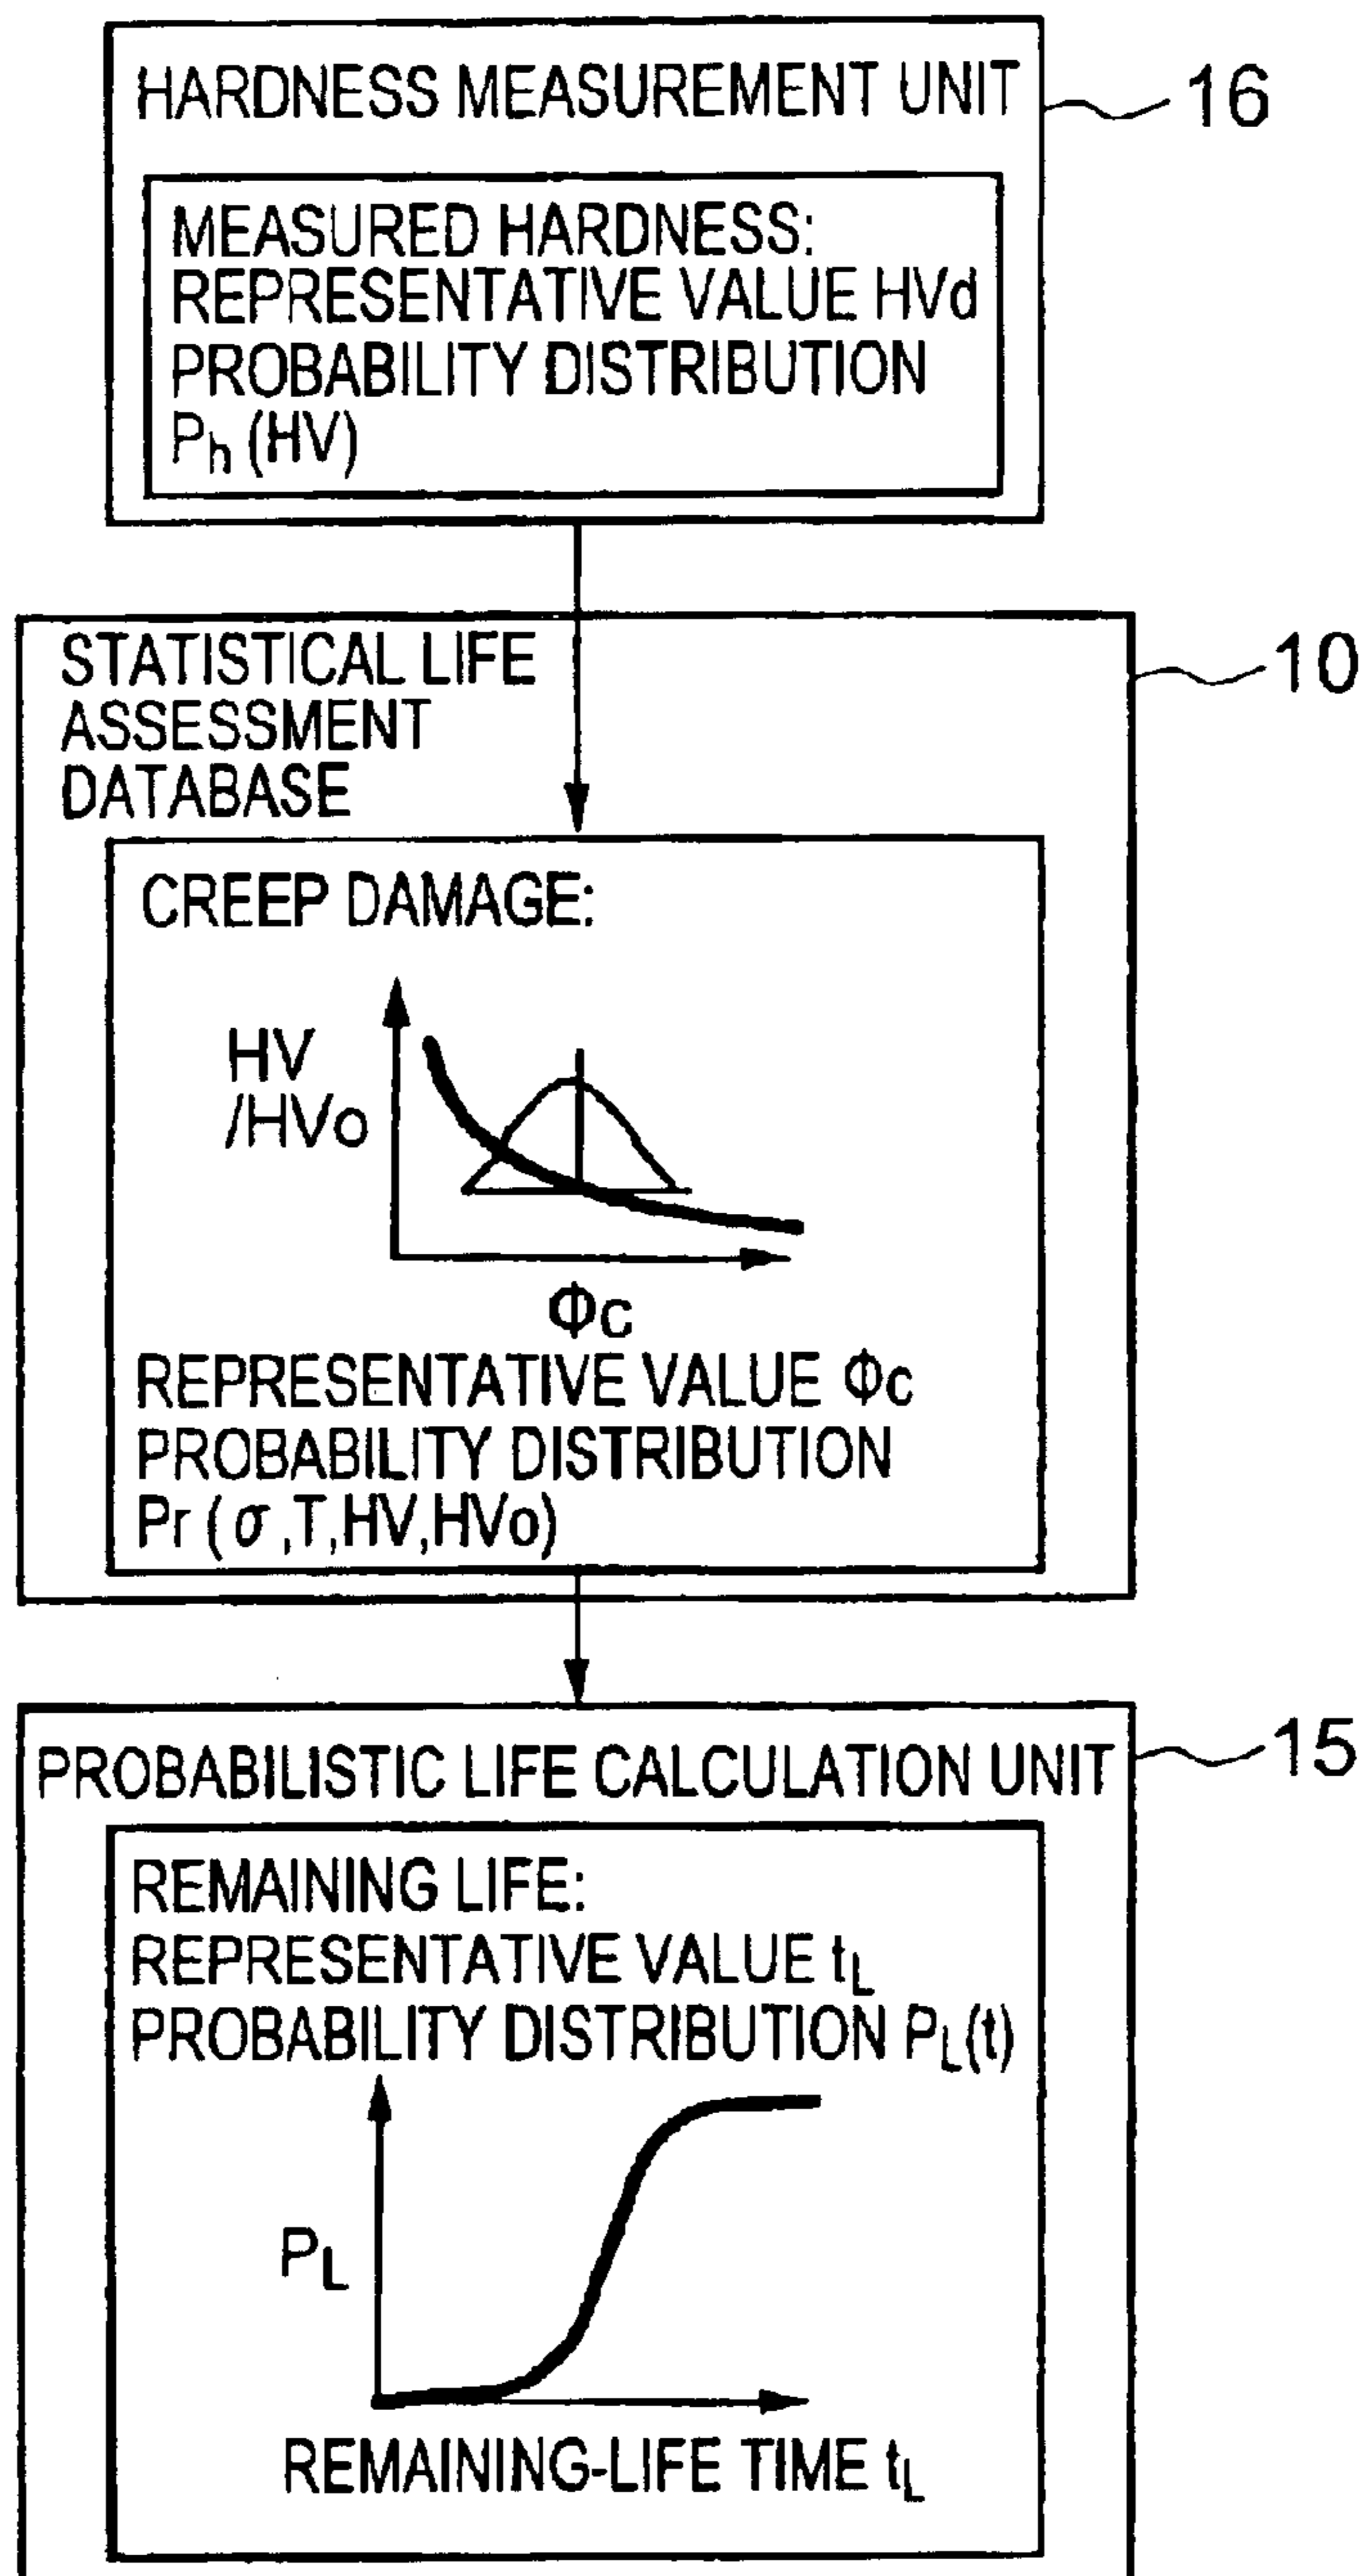 HARDNESS MEASUREMENT UNIT
16
MEASURED HARDNESS:
REPRESENTATIVE VALUE HVd
PROBABILITY DISTRIBUTION
Ph (HV)
STATISTICAL LIFE
ASSESSMENT
DATABASE
10
CREEP DAMAGE:
HV
/HVo
Φc
REPRESENTATIVE VALUE Φc
PROBABILITY DISTRIBUTION
Pr (σ,T,HV,HVo)
PROBABILISTIC LIFE CALCULATION UNIT
15
REMAINING LIFE:
REPRESENTATIVE VALUE tL
PROBABILITY DISTRIBUTION PL(t)
PL
REMAINING-LIFE TIME tL